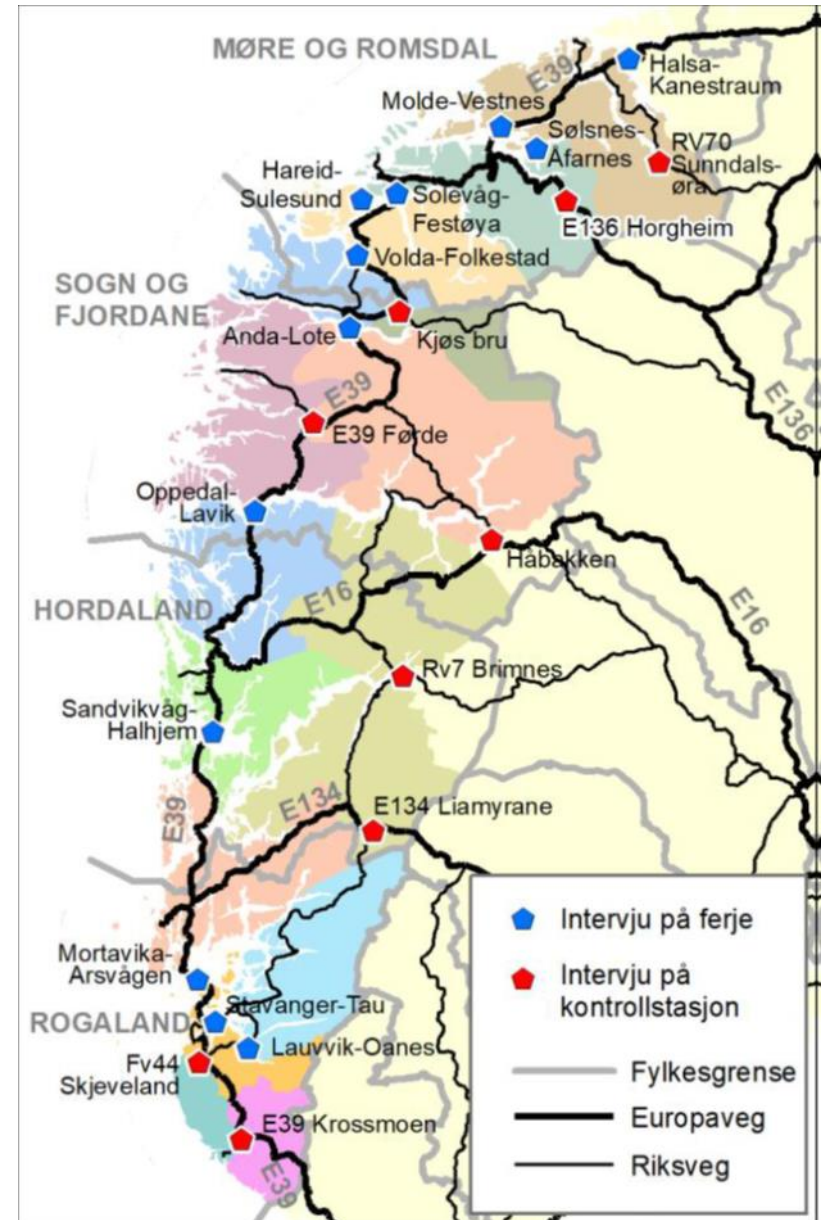 MØRE OG ROMSDAL
E39
Halsa-
Kanestraum
Molde-Vestnes
Sølsnes-
Afarnes
RV70
Sunndals-
øra
Hareid-
Sulesund
Solevåg-
Festøya
E136 Horgheim
Volda-Folkestad
SOGN OG
FJORDANE
Anda-Lote
Kjøs bru
E39
E136
E39 Førde
Oppedal-
Lavik
Håbakken
HORDALAND
E16
E16
Rv7 Brimnes
Sandvikvåg-
Halhjem
E39
E134
E134 Liamyrane
Mortavika-
Arsvågen
Stavanger-Tau
ROGALAND
Lauvvik-Oanes
Fv44
Skjeveland
E39 Krossmoen
E39
Intervju på ferje
Intervju på
kontrollstasjon
Fylkesgrense
Europaveg
Riksveg